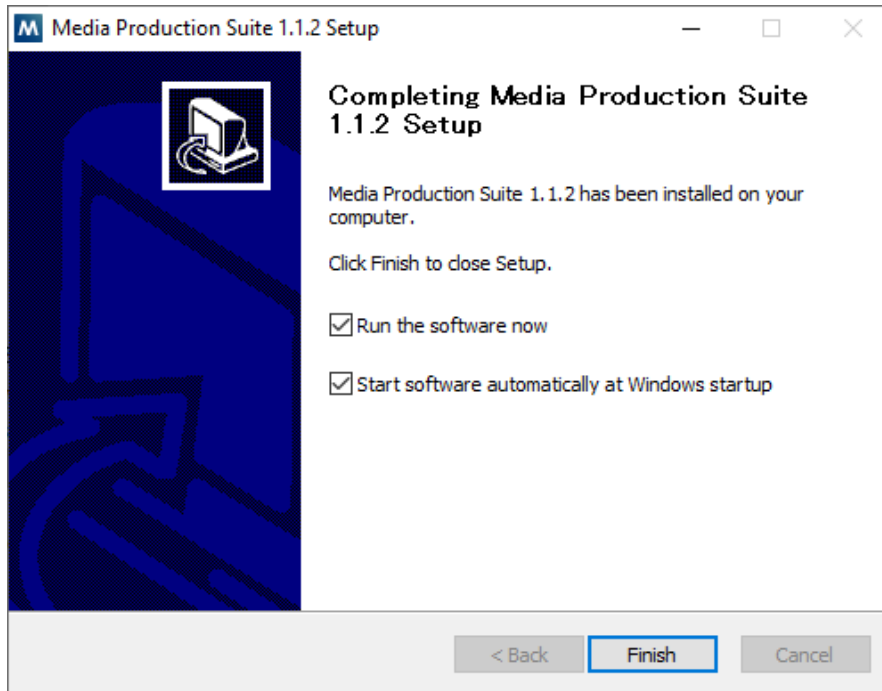 Media Production Suite 1.1.2 Setup
Completing Media Production Suite
1.1.2 Setup
Media Production Suite 1.1.2 has been installed on your
computer.
Click Finish to close Setup.
Run the software now
Start software automatically at Windows startup
< Back Finish Cancel